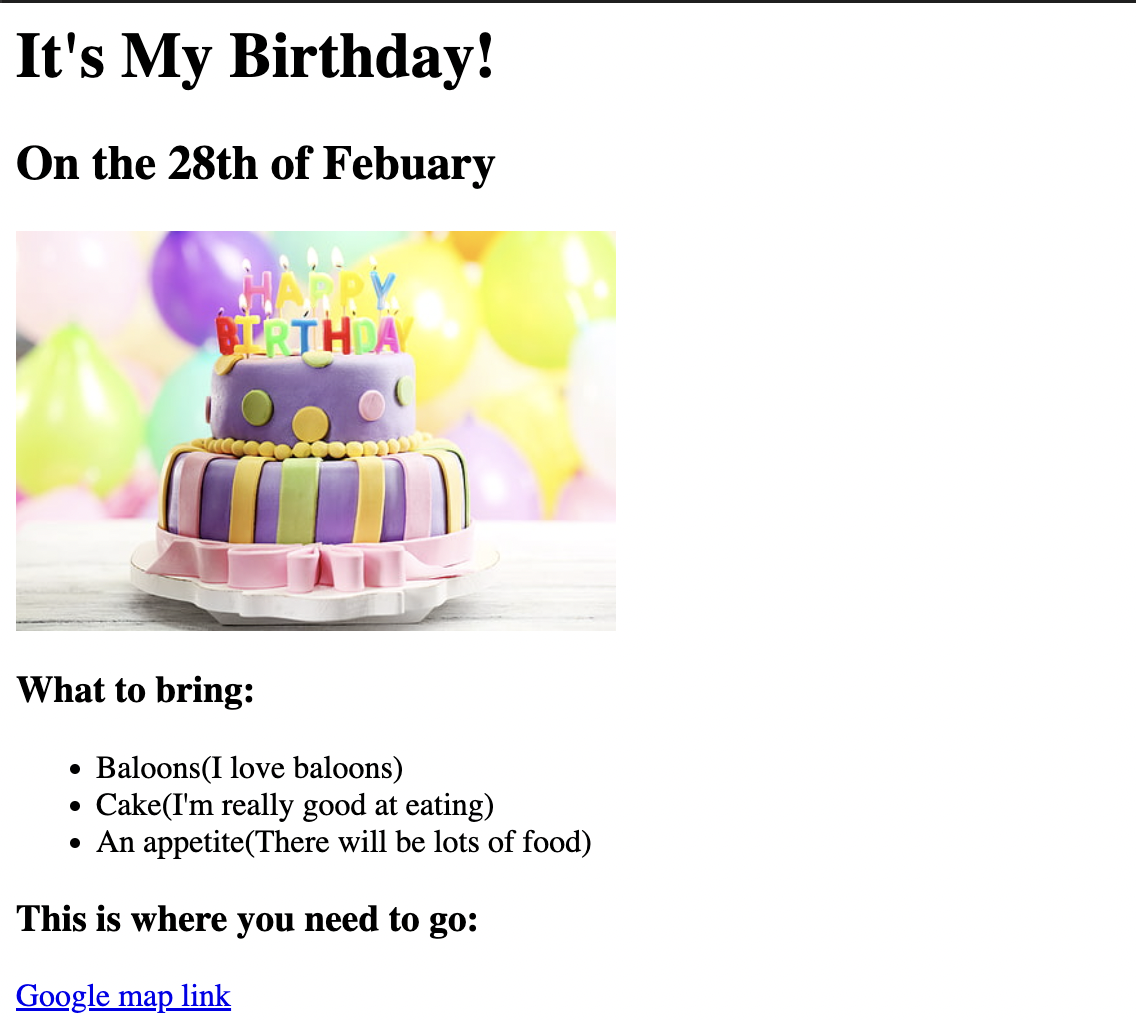 It's My Birthday!
On the 28th of Febuary
HAPPY
BIRTHDAY
What to bring:
Baloons(I love baloons)
Cake(I'm really good at eating)
An appetite(There will be lots of food)
This is where you need to go:
Google map link